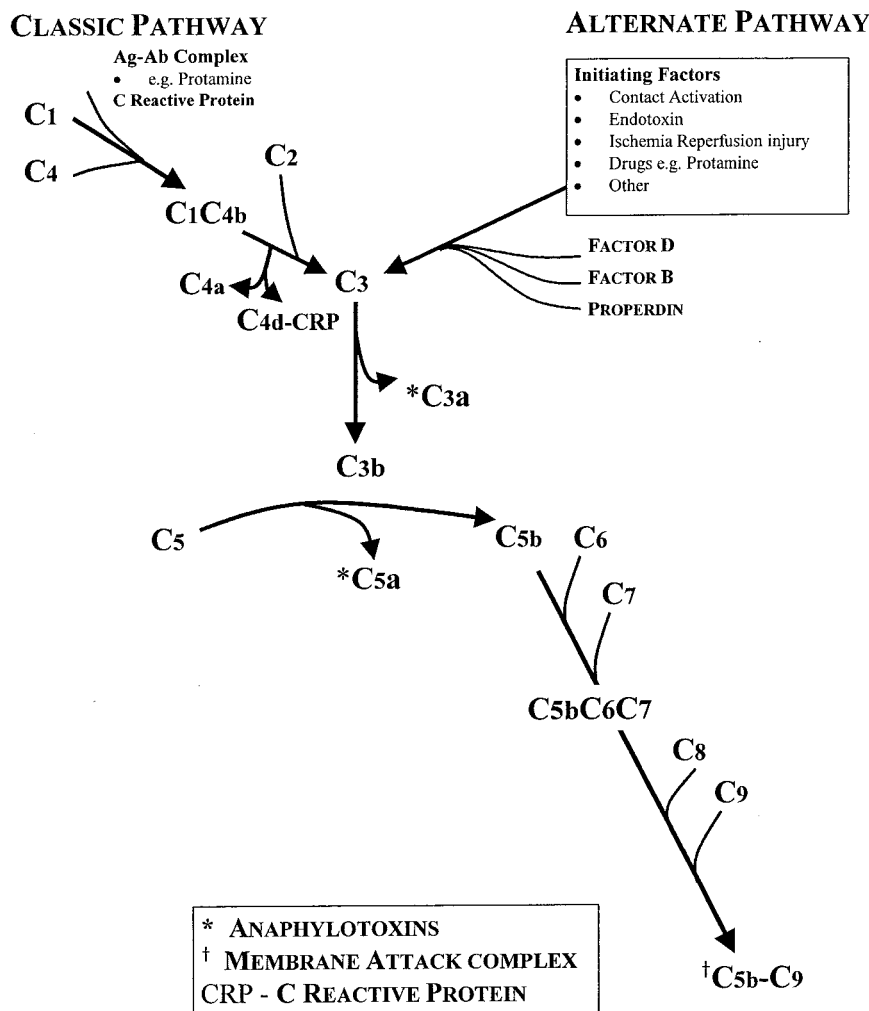 CLASSIC PATHWAY
Ag-Ab Complex
• e.g. Protamine
C Reactive Protein
C1
C4
C2
C1C4b
C4a
C4d-CRP
ALTERNATE PATHWAY
Initiating Factors
• Contact Activation
• Endotoxin
• Ischemia Reperfusion injury
• Drugs e.g. Protamine
• Other
FACTOR D
FACTOR B
PROPERDIN
C3
*C3a
C3b
C5
*C5a
C5b
C6
C7
C5bC6C7
C8
C9
†C5b-C9
* ANAPHYLOTOXINS
† MEMBRANE ATTACK COMPLEX
CRP - C REACTIVE PROTEIN